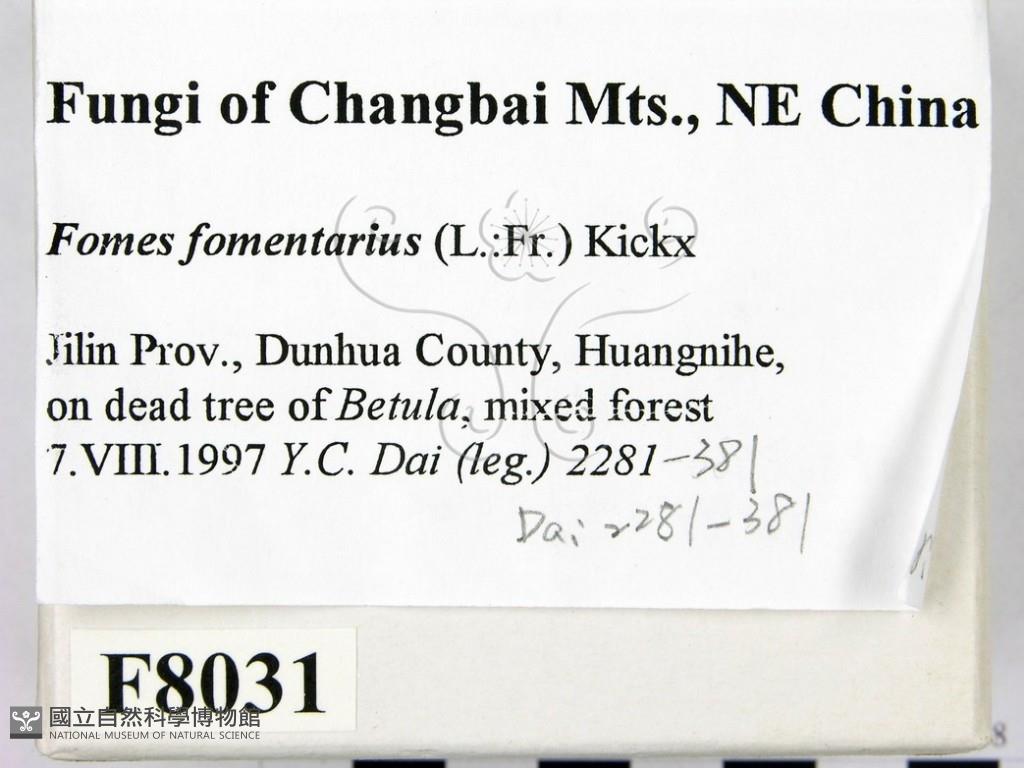 Fungi of Changbai Mts., NE China
Fomes fomentarius (L.:Fr.) Kickx
Jilin Prov., Dunhua County, Huangnihe,
on dead tree of Betula, mixed forest
7.VIII.1997 Y.C. Dai (leg.) 2281-381
Dai 2281-381
F8031
國立自然科學博物館
NATIONAL MUSEUM OF NATURAL SCIENCE
8